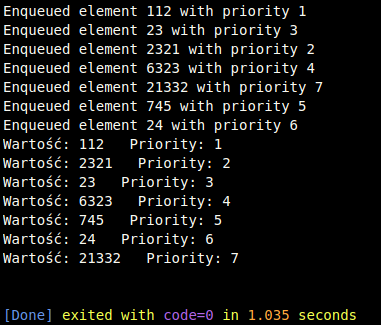 Enqueued element 112 with priority 1
Enqueued element 23 with priority 3
Enqueued element 2321 with priority 2
Enqueued element 6323 with priority 4
Enqueued element 21332 with priority 7
Enqueued element 745 with priority 5
Enqueued element 24 with priority 6
Wartość: 112   Priority: 1
Wartość: 2321   Priority: 2
Wartość: 23   Priority: 3
Wartość: 6323   Priority: 4
Wartość: 745   Priority: 5
Wartość: 24   Priority: 6
Wartość: 21332   Priority: 7
[Done] exited with code=0 in 1.035 seconds